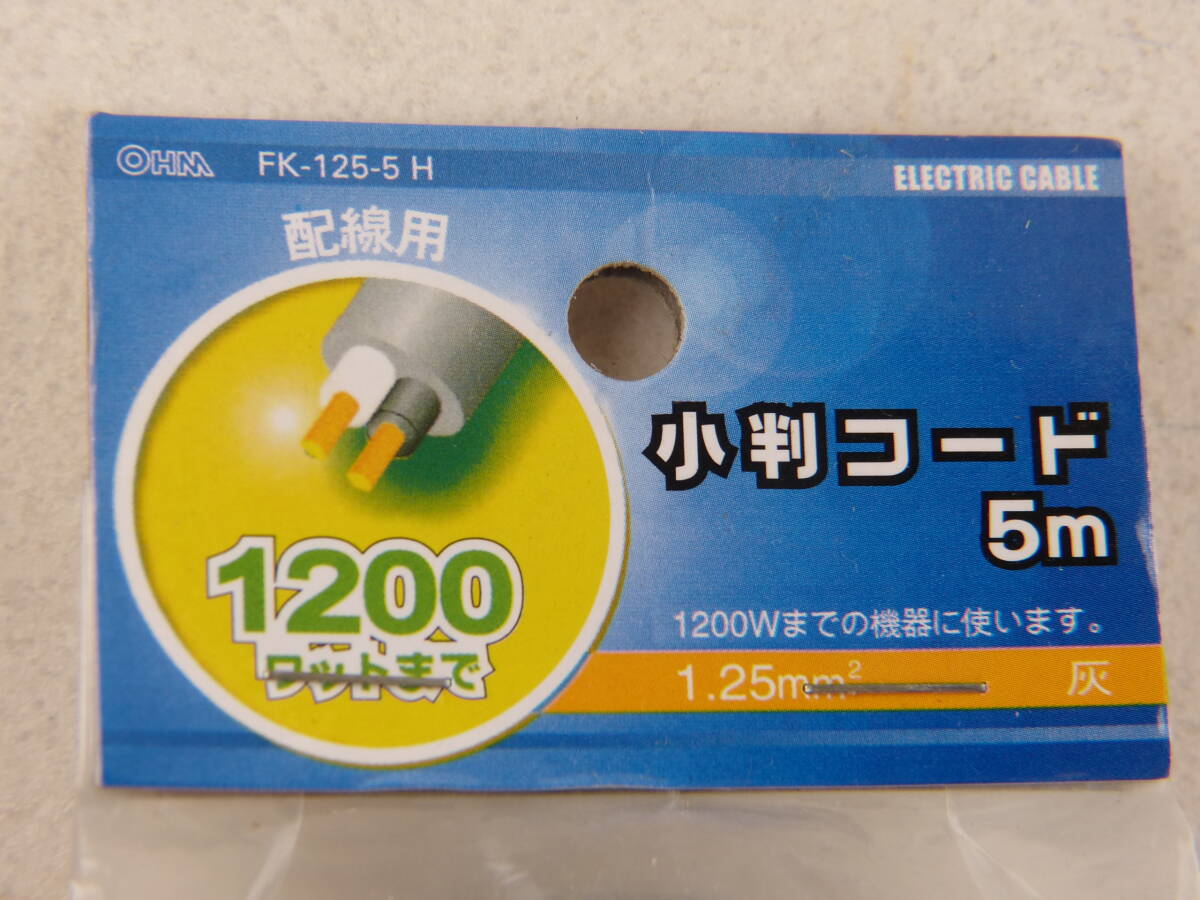 OHM FK-125-5 H
ELECTRIC CABLE
配線用
1200
ワットまで
小判コード
5m
1200Wまでの機器に使います。
1.25mm² 灰